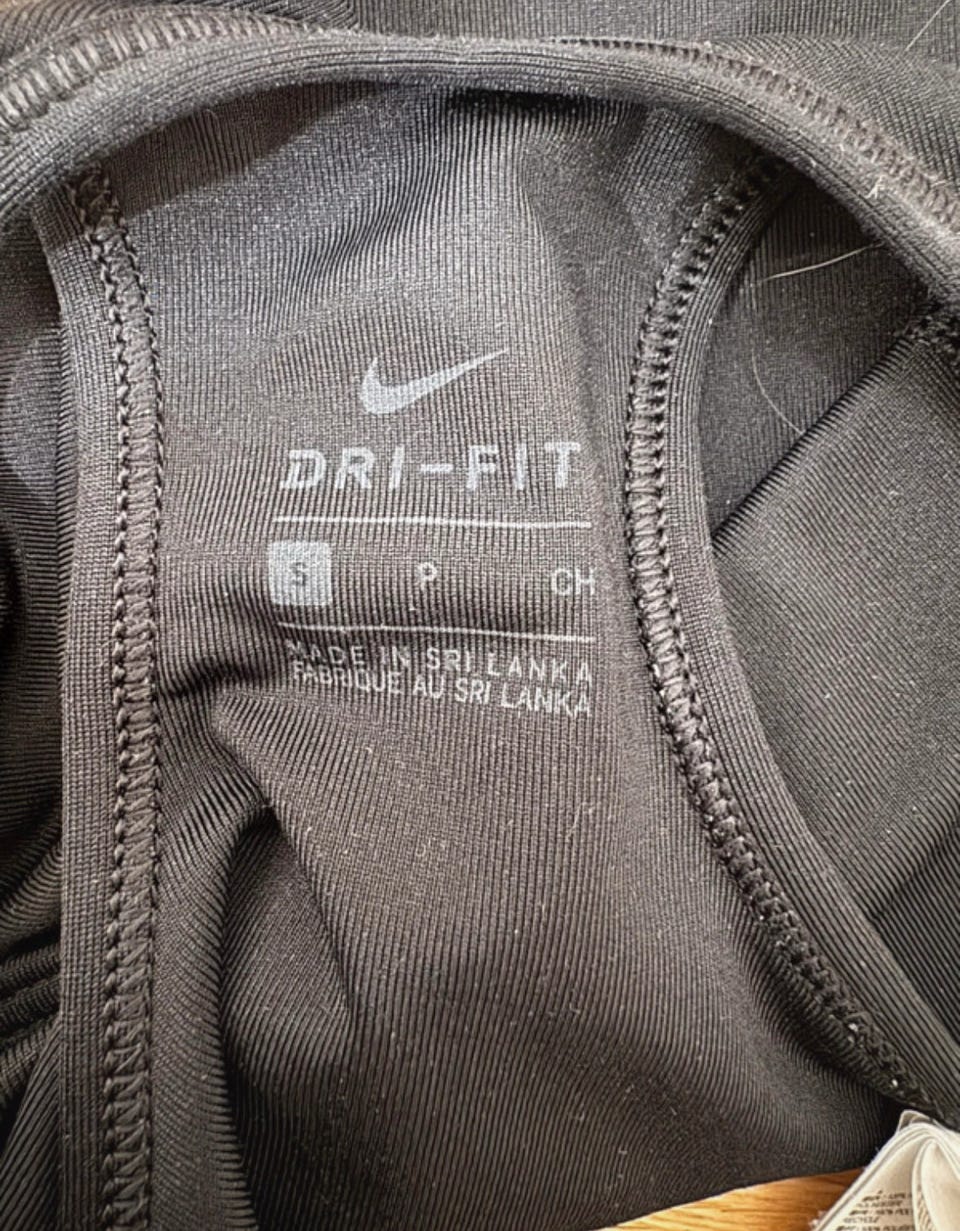 DRI-FIT
S P CH
MADE IN SRI LANKA
FABRIQUE AU SRI LANKA